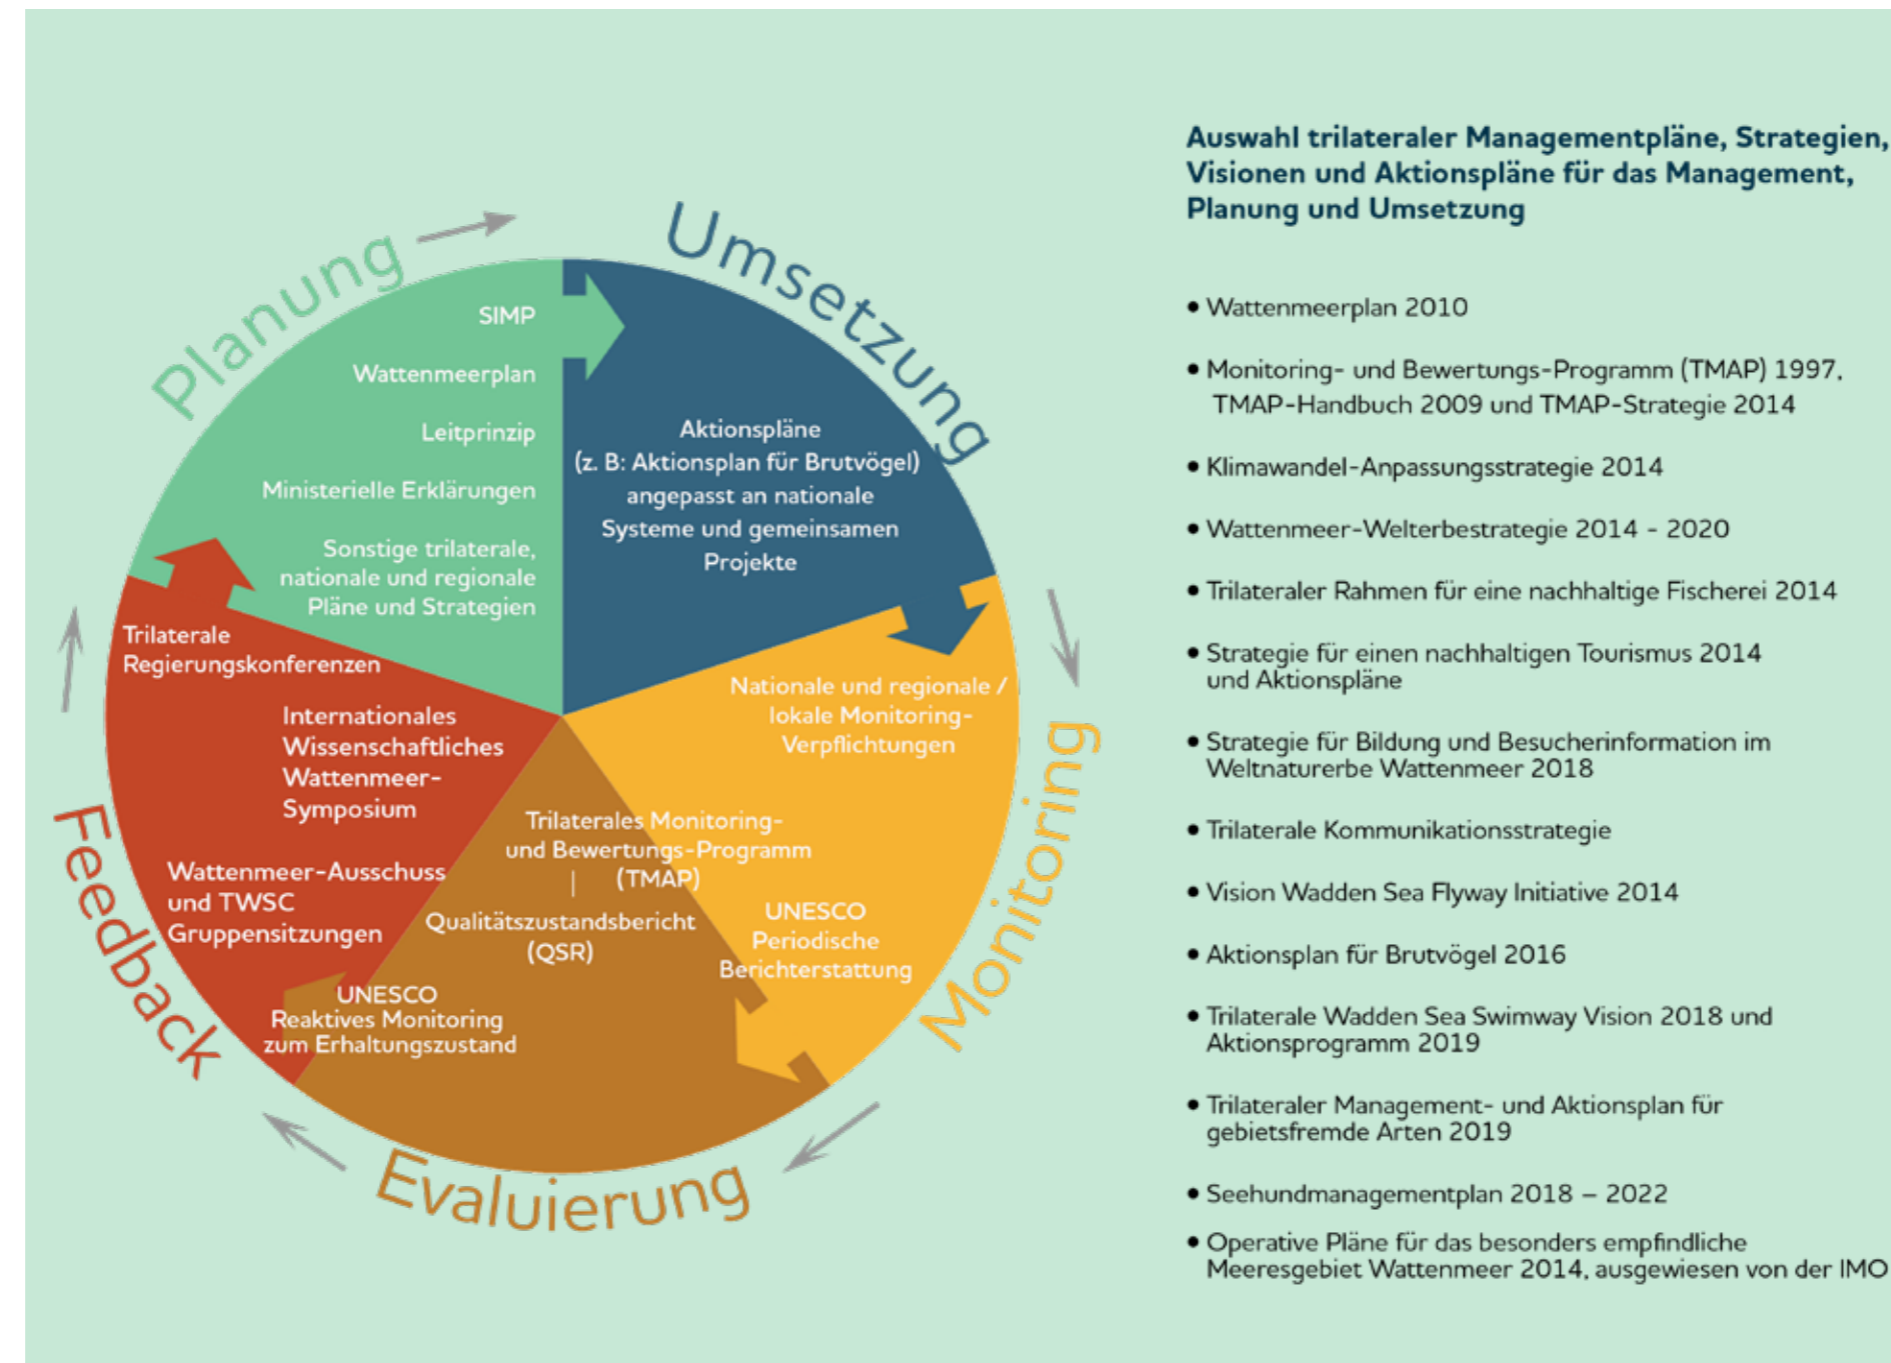 Planung
Umsetzung
Monitoring
Evaluierung
Feedback
SIMP
Wattenmeerplan
Leitprinzip
Ministerielle Erklärungen
Sonstige trilaterale,
nationale und regionale
Pläne und Strategien
Aktionspläne
(z. B: Aktionsplan für Brutvögel)
angepasst an nationale
Systeme und gemeinsamen
Projekte
Nationale und regionale /
lokale Monitoring-
Verpflichtungen
UNESCO
Periodische
Berichterstattung
Trilaterales Monitoring-
und Bewertungs-Programm
(TMAP)
Qualitätszustandsbericht
(QSR)
UNESCO
Reaktives Monitoring
zum Erhaltungszustand
Trilaterale
Regierungskonferenzen
Internationales
Wissenschaftliches
Wattenmeer-
Symposium
Wattenmeer-Ausschuss
und TWSC
Gruppensitzungen
Auswahl trilateraler Managementpläne, Strategien,
Visionen und Aktionspläne für das Management,
Planung und Umsetzung
• Wattenmeerplan 2010
• Monitoring- und Bewertungs-Programm (TMAP) 1997,
TMAP-Handbuch 2009 und TMAP-Strategie 2014
• Klimawandel-Anpassungsstrategie 2014
• Wattenmeer-Welterbestrategie 2014 - 2020
• Trilateraler Rahmen für eine nachhaltige Fischerei 2014
• Strategie für einen nachhaltigen Tourismus 2014
und Aktionspläne
• Strategie für Bildung und Besucherinformation im
Weltnaturerbe Wattenmeer 2018
• Trilaterale Kommunikationsstrategie
• Vision Wadden Sea Flyway Initiative 2014
• Aktionsplan für Brutvögel 2016
• Trilaterale Wadden Sea Swimway Vision 2018 und
Aktionsprogramm 2019
• Trilateraler Management- und Aktionsplan für
gebietsfremde Arten 2019
• Seehundmanagementplan 2018 – 2022
• Operative Pläne für das besonders empfindliche
Meeresgebiet Wattenmeer 2014, ausgewiesen von der IMO